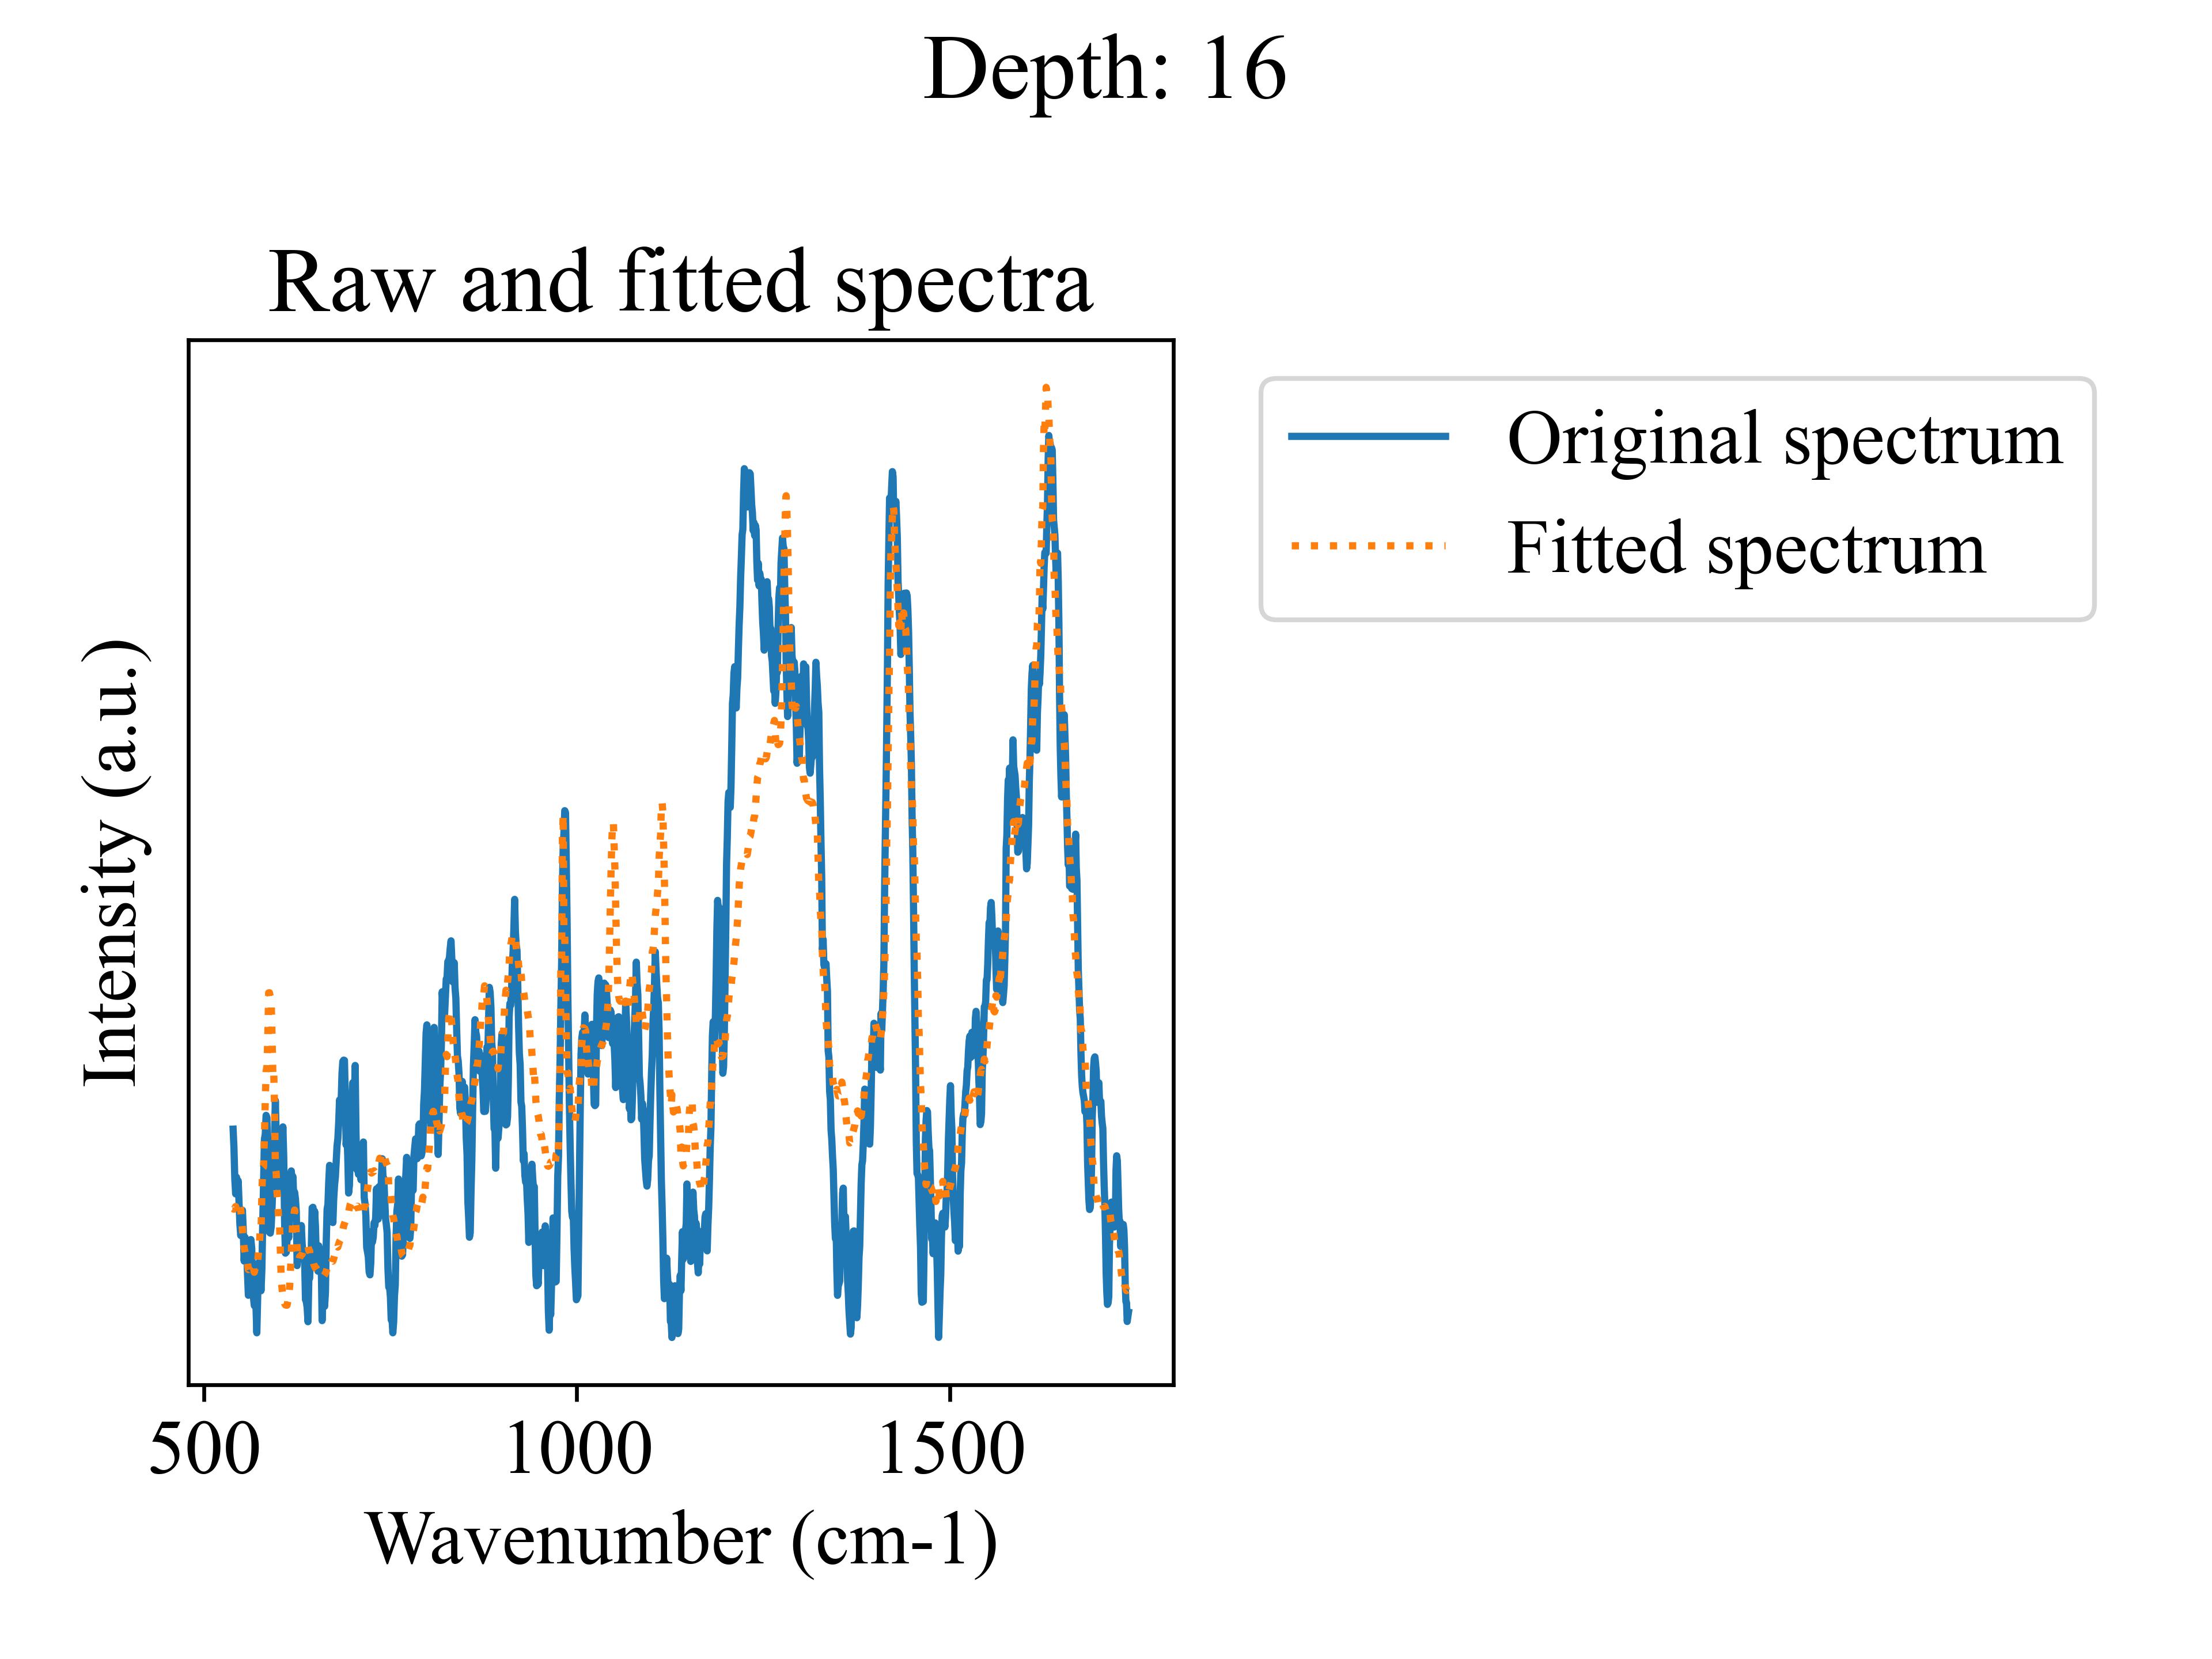 Depth: 16
Raw and fitted spectra
Original spectrum
Fitted spectrum
Intensity (a.u.)
500 1000 1500
Wavenumber (cm-1)